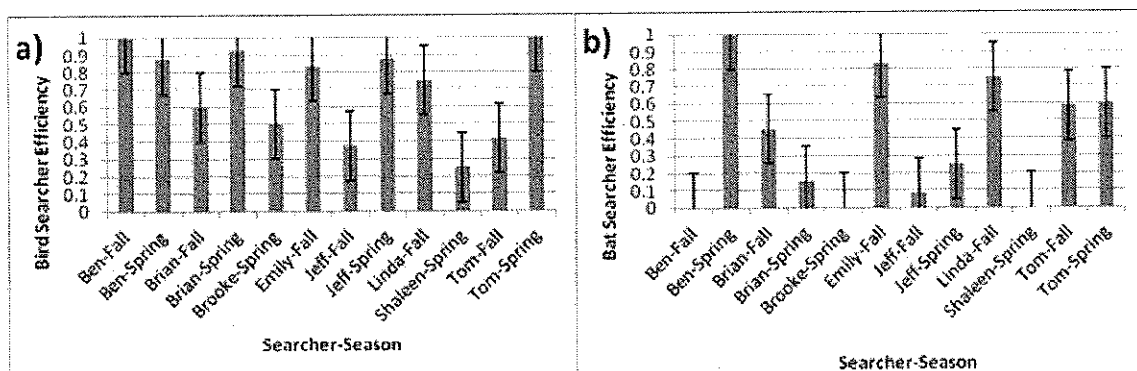 a)
Bird Searcher Efficiency
1
0.9
0.8
0.7
0.6
0.5
0.4
0.3
0.2
0.1
0
Ben-Fall
Ben-Spring
Brian-Fall
Brian-Spring
Brooke-Spring
Emily-Fall
Jeff-Fall
Jeff-Spring
Linda-Fall
Shaleen-Spring
Tom-Fall
Tom-Spring
Searcher-Season
b)
Bat Searcher Efficiency
1
0.9
0.8
0.7
0.6
0.5
0.4
0.3
0.2
0.1
0
Ben-Fall
Ben-Spring
Brian-Fall
Brian-Spring
Brooke-Spring
Emily-Fall
Jeff-Fall
Jeff-Spring
Linda-Fall
Shaleen-Spring
Tom-Fall
Tom-Spring
Searcher-Season